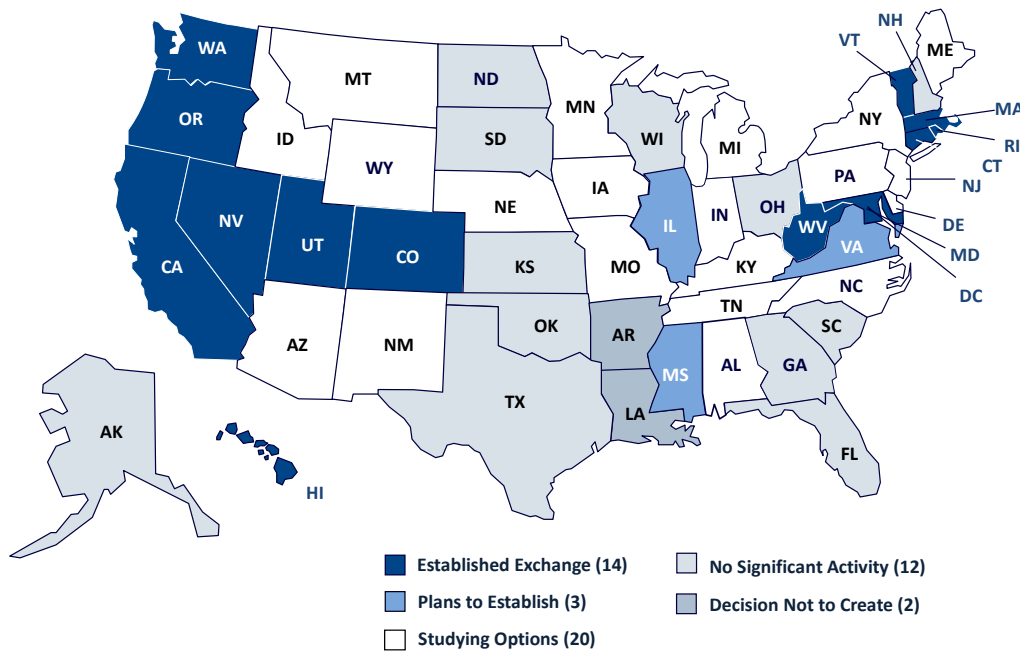 NH
WA
VT
ME
MT
ND
MN
OR
MA
NY
ID
SD
WI
MI
RI
WY
CT
PA
NJ
IA
NE
OH
NV
IN
IL
DE
UT
CO
WV
VA
MD
CA
KS
MO
KY
DC
NC
TN
OK
SC
AZ
NM
AR
MS
AL
GA
TX
LA
AK
FL
HI
Established Exchange (14)
No Significant Activity (12)
Plans to Establish (3)
Decision Not to Create (2)
Studying Options (20)